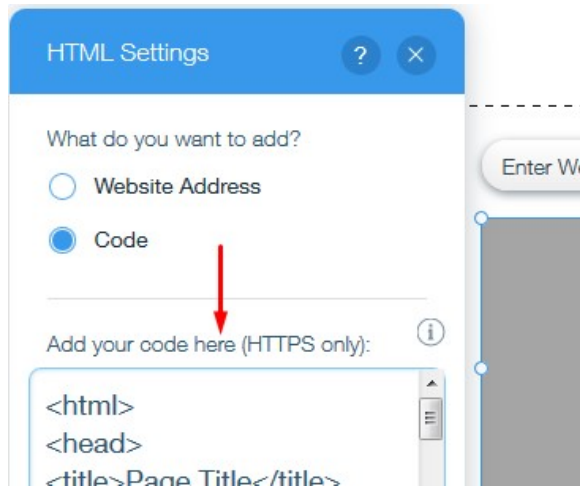 HTML Settings
?
What do you want to add?
Website Address
Code
Enter
Add your code here (HTTPS only):
i
<html>
<head>
<title>Page Title</title>